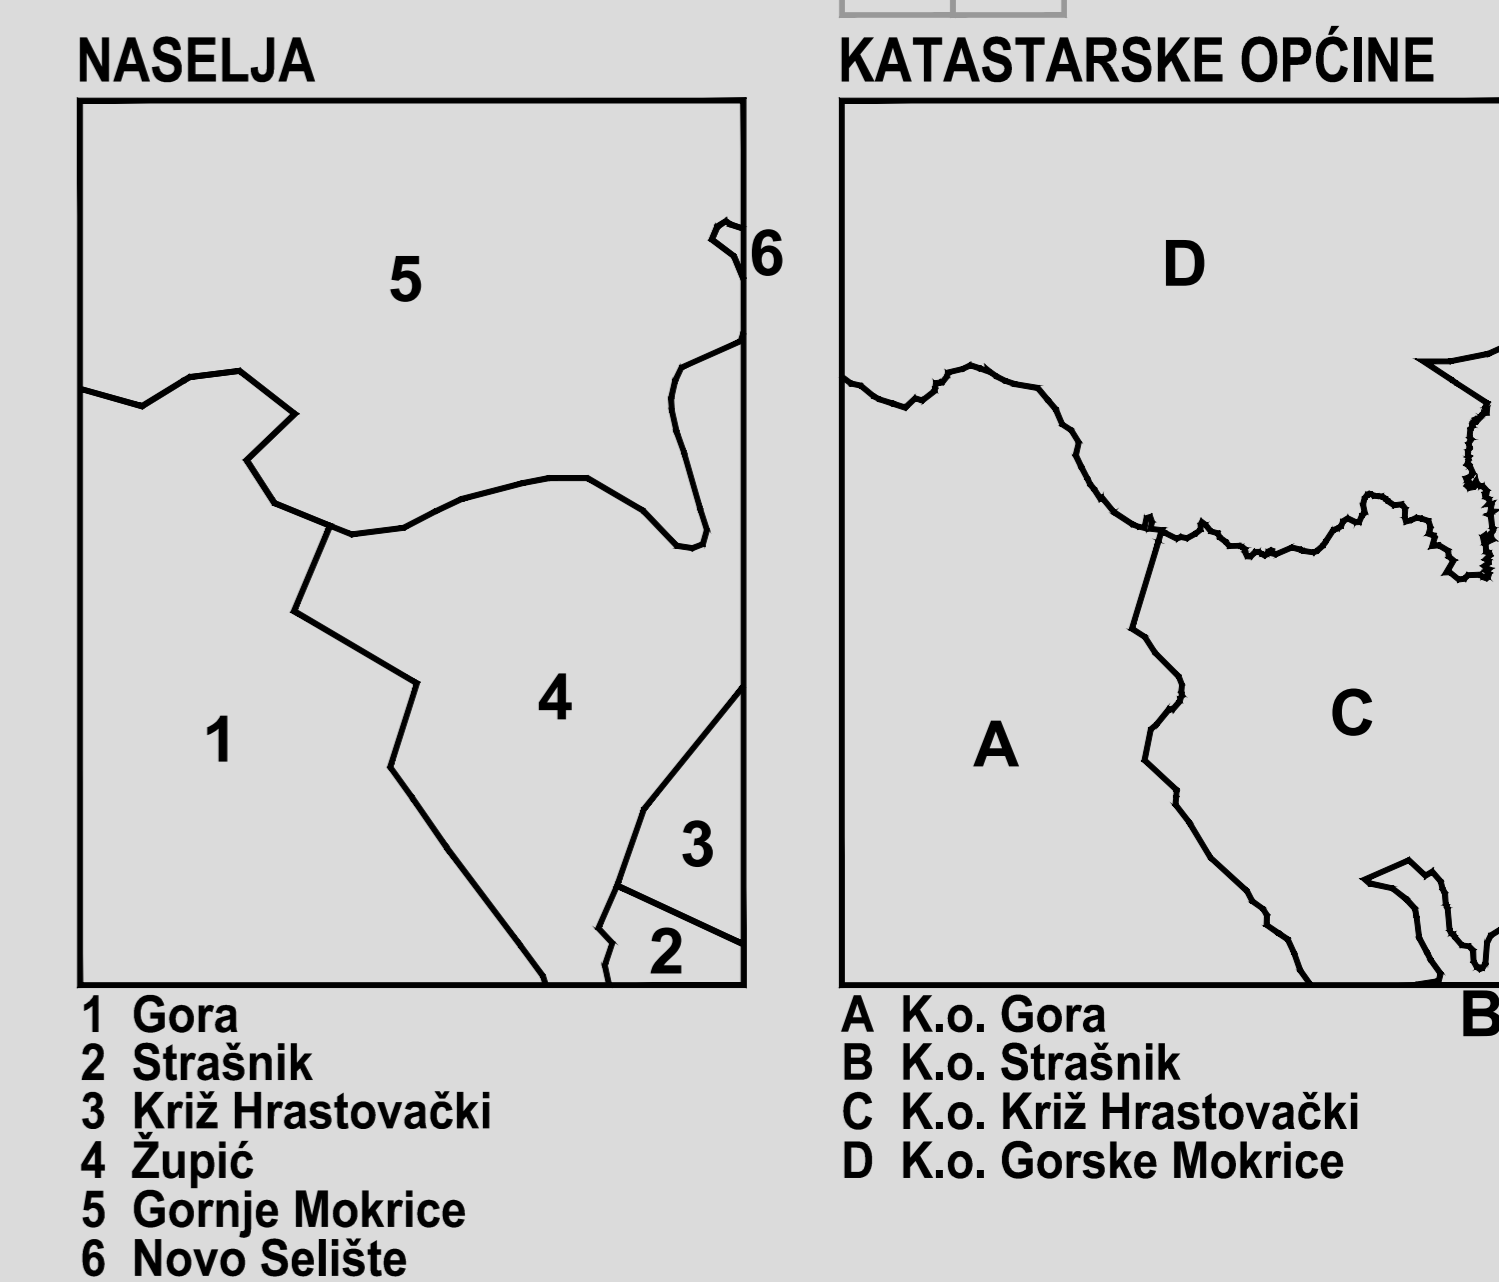 NASELJA
5
6
1
4
3
2
1 Gora
2 Strašnik
3 Križ Hrastovački
4 Župić
5 Gornje Mokrice
6 Novo Selište
KATASTARSKE OPĆINE
D
A
C
B
A K.o. Gora
B K.o. Strašnik
C K.o. Križ Hrastovački
D K.o. Gorske Mokrice